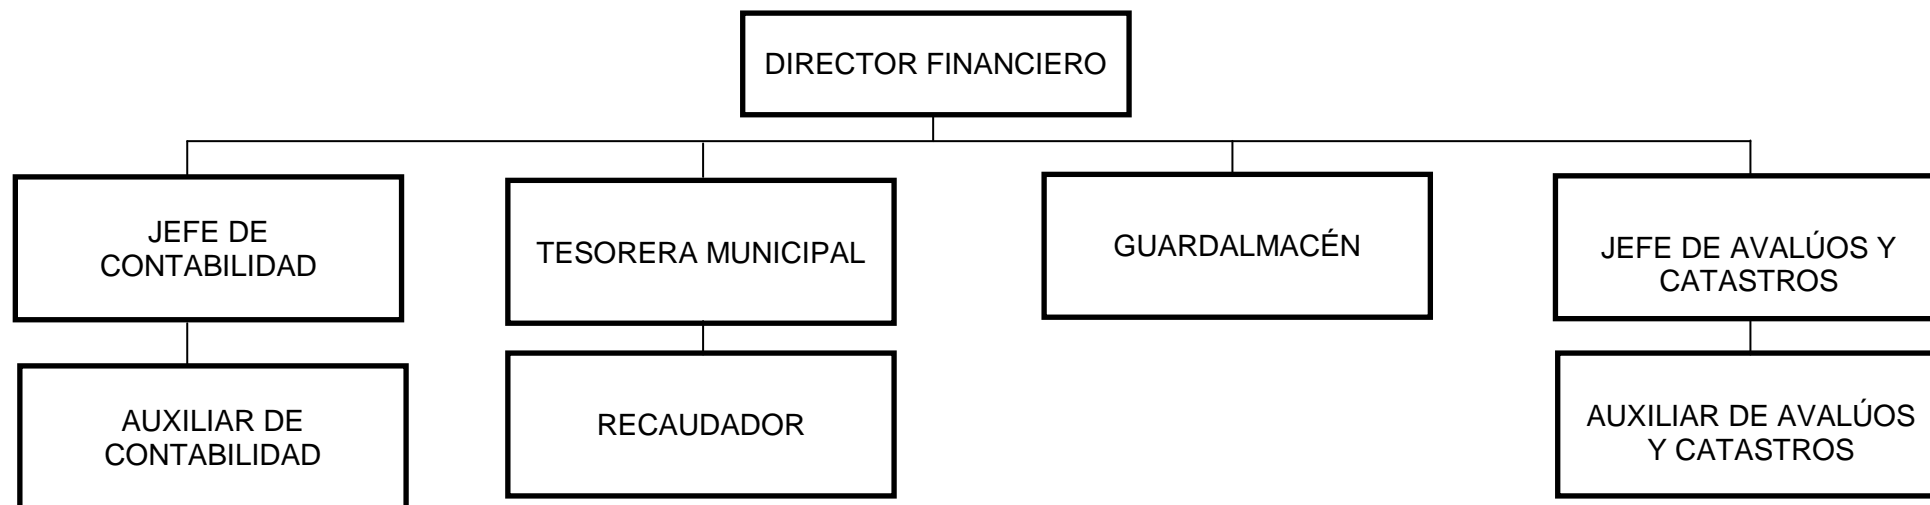 DIRECTOR FINANCIERO
JEFE DE
CONTABILIDAD
TESORERA MUNICIPAL
GUARDALMACÉN
JEFE DE AVALÚOS Y
CATASTROS
AUXILIAR DE
CONTABILIDAD
RECAUDADOR
AUXILIAR DE AVALÚOS
Y CATASTROS